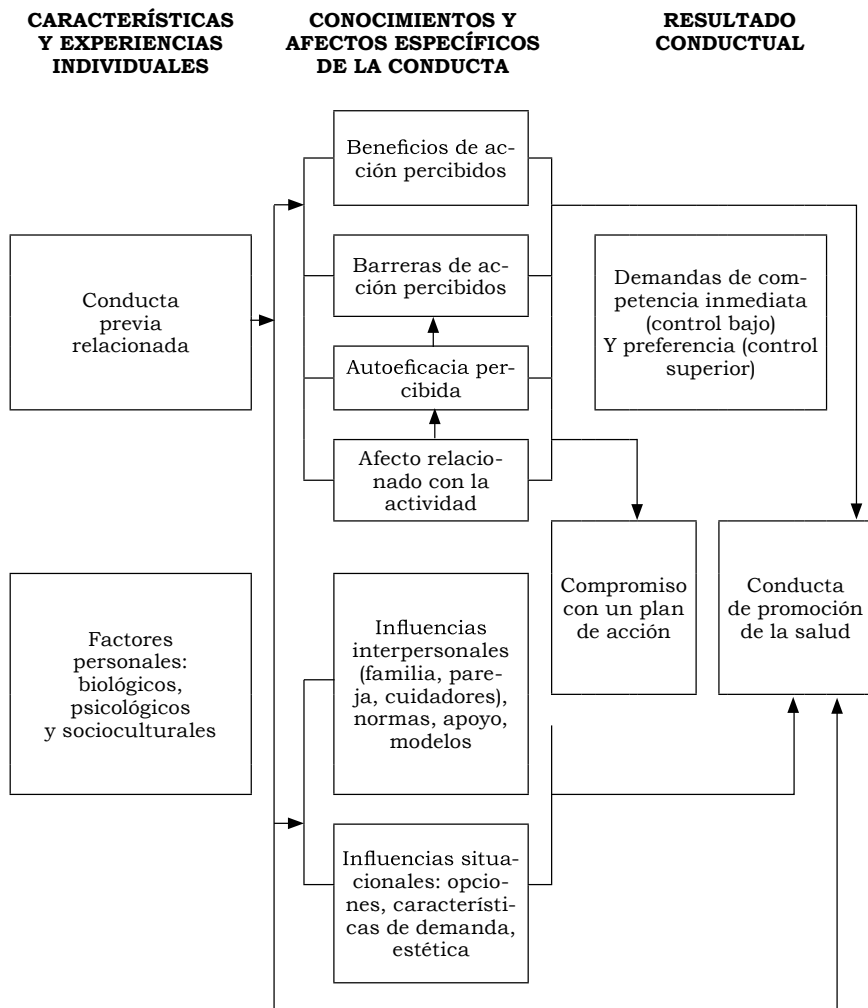 CARACTERÍSTICAS
Y EXPERIENCIAS
INDIVIDUALES
CONOCIMIENTOS Y
AFECTOS ESPECÍFICOS
DE LA CONDUCTA
RESULTADO
CONDUCTUAL
Beneficios de ac-
ción percibidos
Conducta
previa
relacionada
Barreras de ac-
ción percibidos
Demandas de com-
petencia inmediata
(control bajo)
Y preferencia (control
superior)
Autoeficacia per-
cibida
Afecto relacio-
nado con la
actividad
Factores
personales:
biológicos,
psicológicos
y socioculturales
Influencias
interpersonales
(familia, pare-
ja, cuidadores),
normas, apoyo,
modelos
Compromiso
con un plan
de acción
Conducta
de promoción
de la salud
Influencias situa-
cionales: opcio-
nes, característi-
cas de demanda,
estética